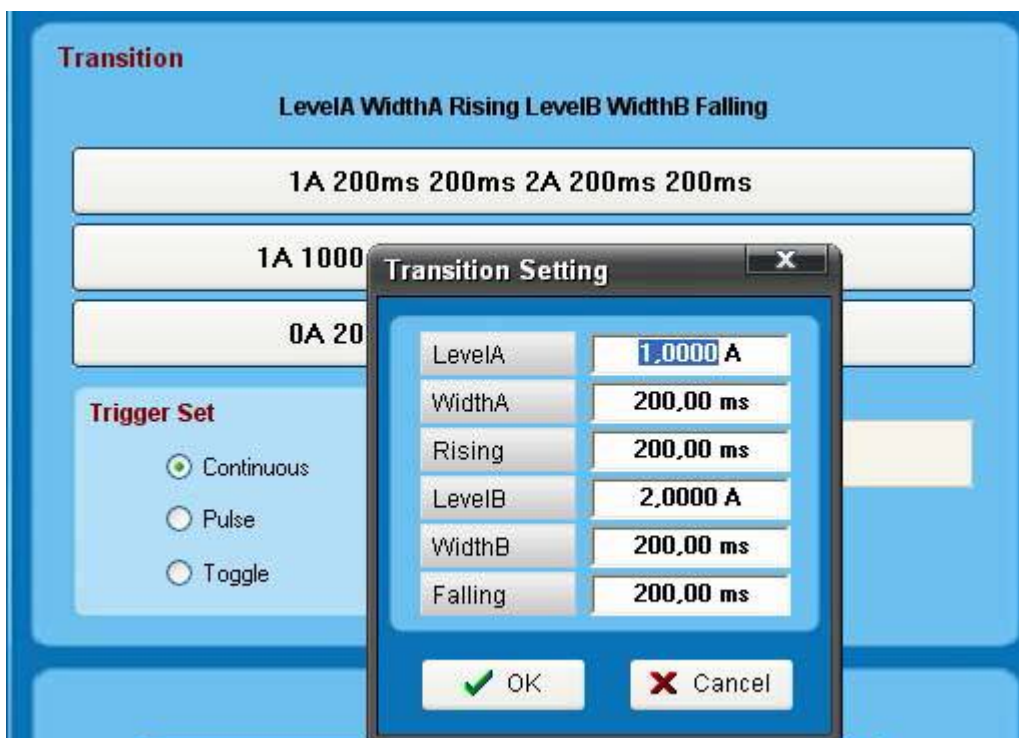 Transition
LevelA WidthA Rising LevelB WidthB Falling
1A 200ms 200ms 2A 200ms 200ms
1A 1000
0A 20
Transition Setting
X
LevelA 1,0000 A
WidthA 200,00 ms
Rising 200,00 ms
LevelB 2,0000 A
WidthB 200,00 ms
Falling 200,00 ms
Trigger Set
Continuous
Pulse
Toggle
OK Cancel